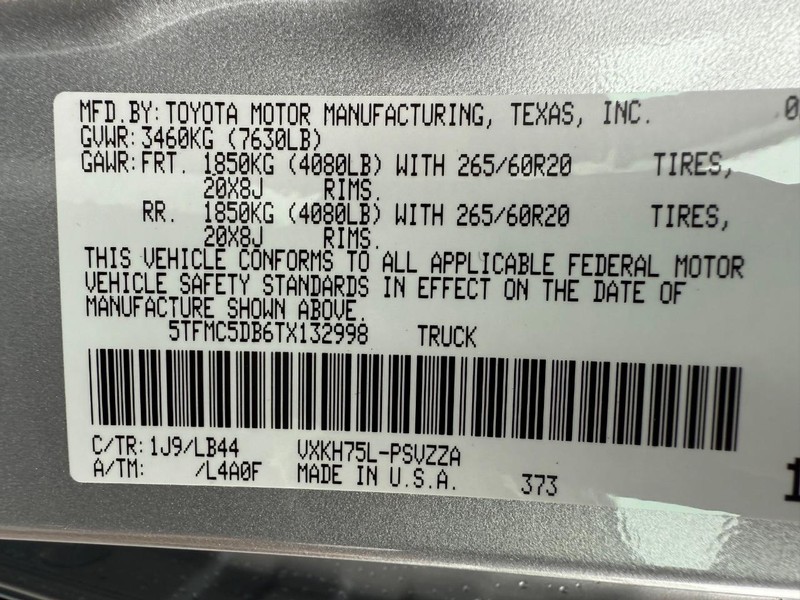 MFD.BY: TOYOTA MOTOR MANUFACTURING, TEXAS, INC. 0
GVWR: 3460KG (7630LB)
GAWR: FRT. 1850KG (4080LB) WITH 265/60R20 TIRES,
20X8J RIMS.
RR. 1850KG (4080LB) WITH 265/60R20 TIRES,
20X8J RIMS.
THIS VEHICLE CONFORMS TO ALL APPLICABLE FEDERAL MOTOR
VEHICLE SAFETY STANDARDS IN EFFECT ON THE DATE OF
MANUFACTURE SHOWN ABOVE.
5TFMC5DB6TX132998 TRUCK
C/TR: 1J9/LB44 VXKH75L-PSVZZA
A/TM: /L4A0F MADE IN U.S.A. 373